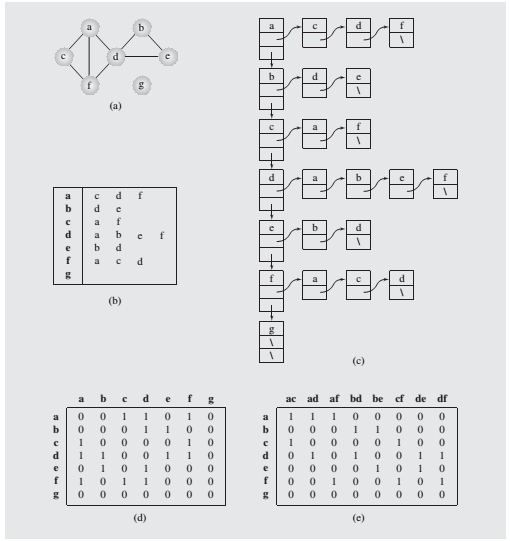 a b
c d e
f g
(a)
a c d f
\
b d e
\
c a f
\
d a b e f
\
e b d
\
f a c d
\
g
\
\
(c)
a c d f
b d e
c a f
d a b e f
e b d
f a c d
g
(b)
a b c d e f g
a 0 0 1 1 0 1 0
b 0 0 0 1 1 0 0
c 1 0 0 0 0 1 0
d 1 1 0 0 1 1 0
e 0 1 0 1 0 0 0
f 1 0 1 1 0 0 0
g 0 0 0 0 0 0 0
(d)
ac ad af bd be cf de df
a 1 1 1 0 0 0 0 0
b 0 0 0 1 1 0 0 0
c 1 0 0 0 0 1 0 0
d 0 1 0 1 0 0 1 1
e 0 0 0 0 1 0 1 0
f 0 0 1 0 0 1 0 1
g 0 0 0 0 0 0 0 0
(e)